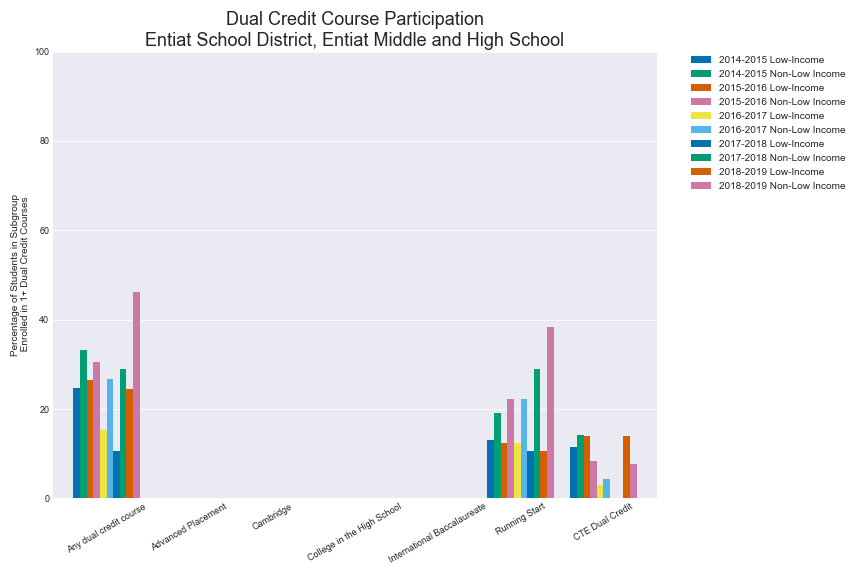 Dual Credit Course Participation
Entiat School District, Entiat Middle and High School
Percentage of Students in Subgroup
Enrolled in 1+ Dual Credit Courses
100
80
60
40
20
0
Any dual credit course
Advanced Placement
Cambridge
College in the High School
International Baccalaureate
Running Start
CTE Dual Credit
2014-2015 Low-Income
2014-2015 Non-Low Income
2015-2016 Low-Income
2015-2016 Non-Low Income
2016-2017 Low-Income
2016-2017 Non-Low Income
2017-2018 Low-Income
2017-2018 Non-Low Income
2018-2019 Low-Income
2018-2019 Non-Low Income